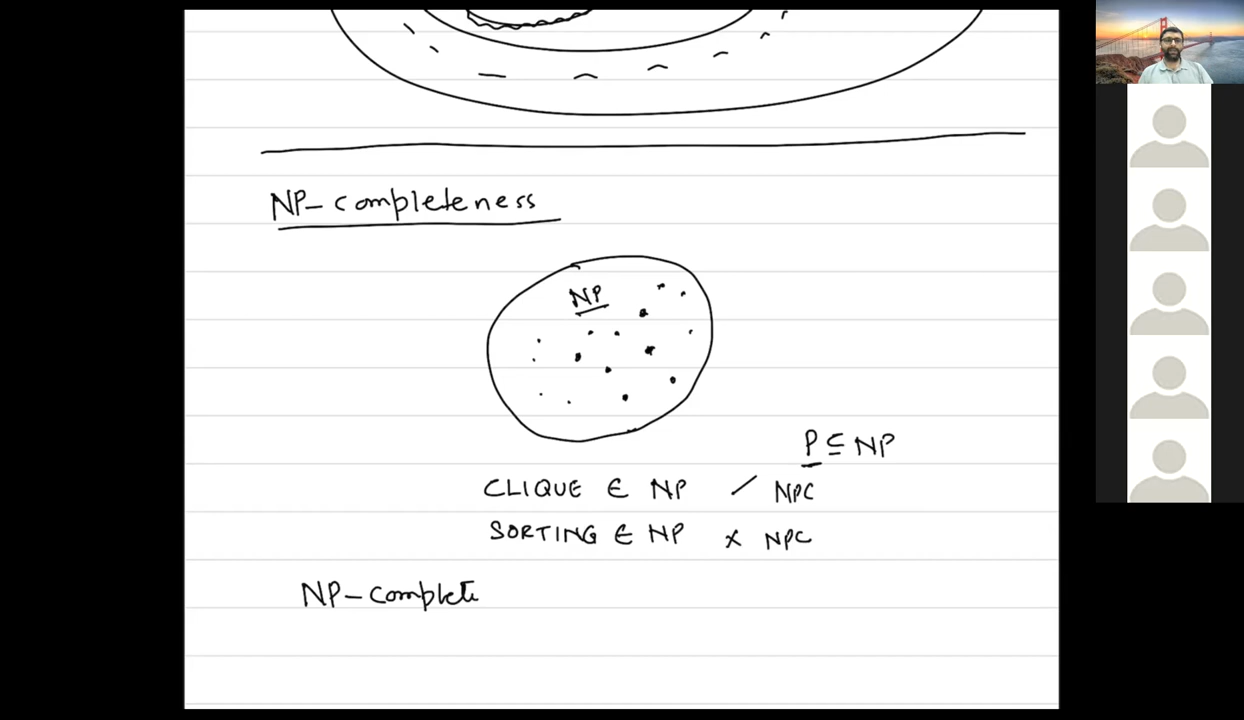 NP-completeness
NP
P ⊆ NP
CLIQUE ∈ NP / NPC
SORTING ∈ NP x NPC
NP-complete